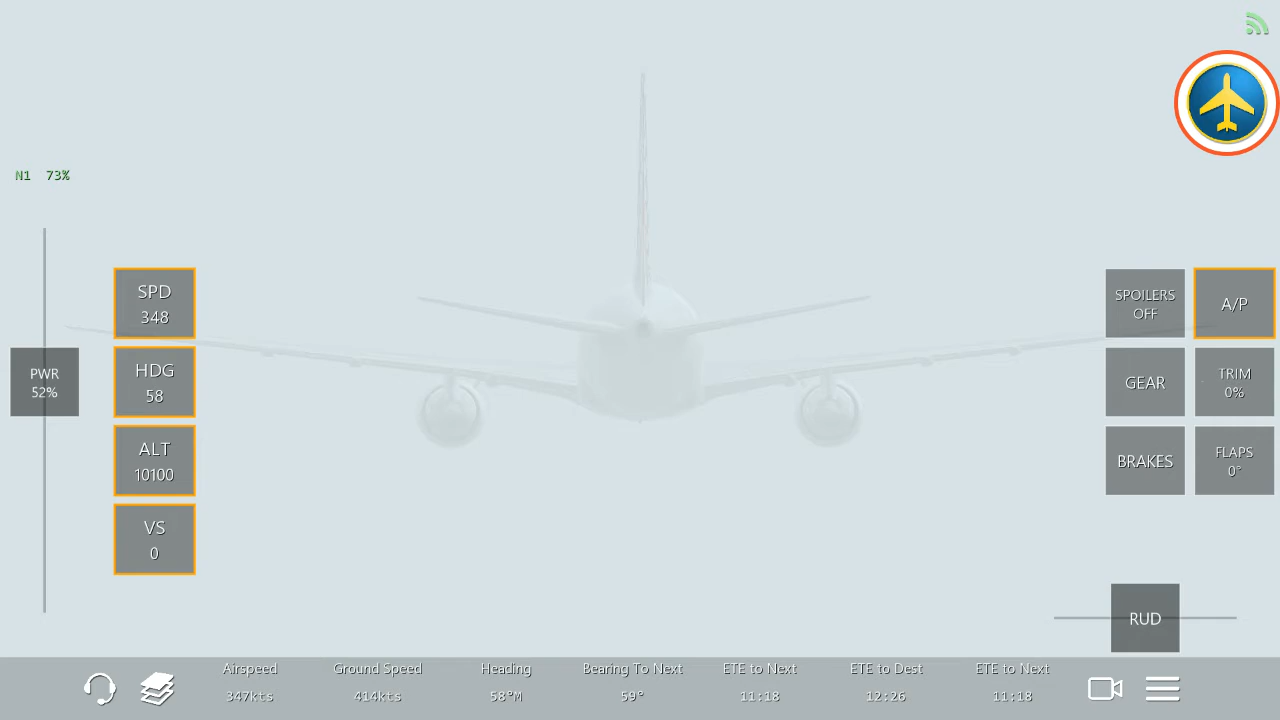 N1 73%
SPD
348
HDG
58
ALT
10100
VS
0
PWR
52%
SPOILERS
OFF
A/P
GEAR
TRIM
0%
BRAKES
FLAPS
0°
RUD
Airspeed
347kts
Ground Speed
414kts
Heading
58°M
Bearing To Next
59°
ETE to Next
11:18
ETE to Dest
12:26
ETE to Next
11:18